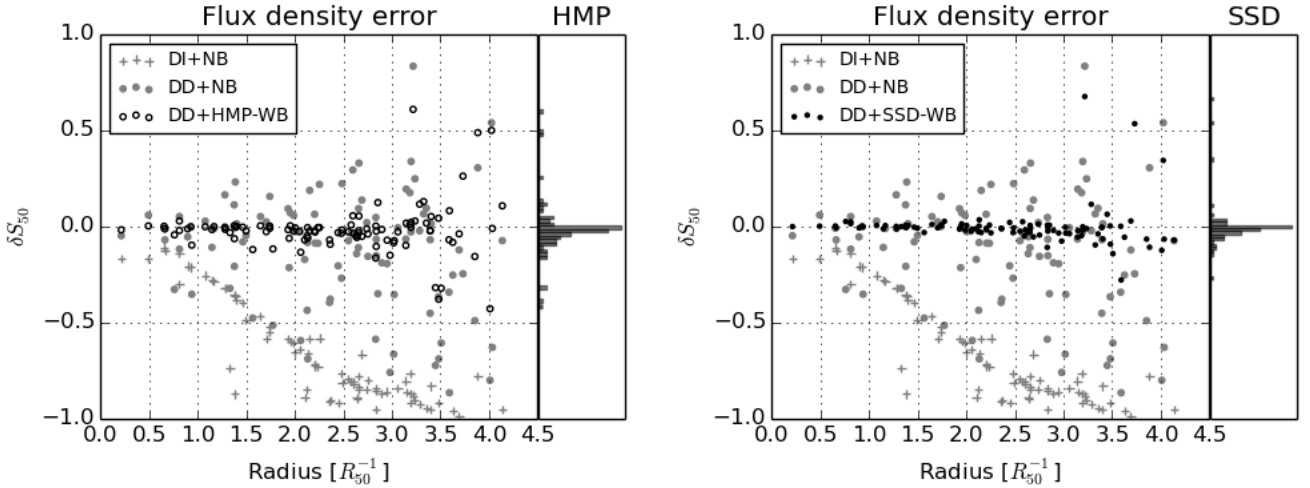 Flux density error HMP
1.0
0.5
0.0
−0.5
−1.0
δS50
DI+NB
DD+NB
DD+HMP-WB
0.0 0.5 1.0 1.5 2.0 2.5 3.0 3.5 4.0 4.5
Radius [R50^-1]
Flux density error SSD
1.0
0.5
0.0
−0.5
−1.0
δS50
DI+NB
DD+NB
DD+SSD-WB
0.0 0.5 1.0 1.5 2.0 2.5 3.0 3.5 4.0 4.5
Radius [R50^-1]